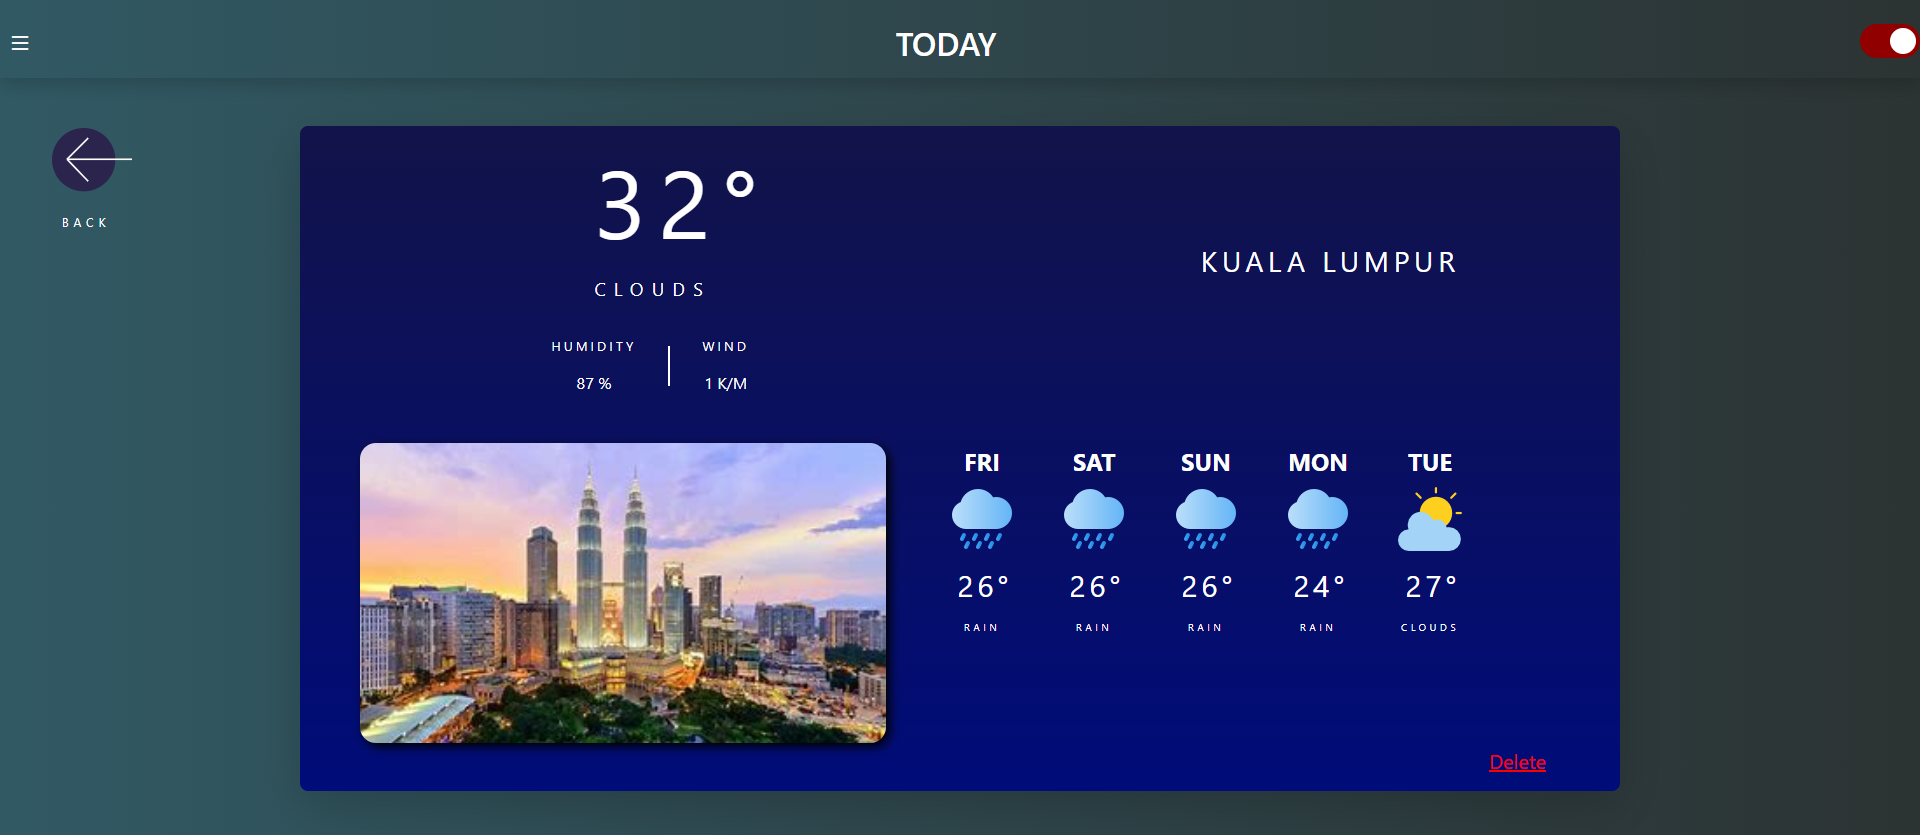 TODAY
BACK
32°
CLOUDS
KUALA LUMPUR
HUMIDITY WIND
87 % 1 K/M
FRI SAT SUN MON TUE
26° 26° 26° 24° 27°
RAIN RAIN RAIN RAIN CLOUDS
Delete